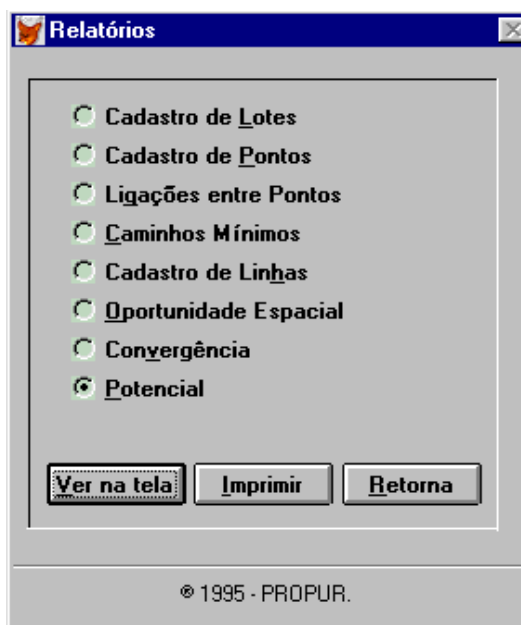 Relatórios
Cadastro de Lotes
Cadastro de Pontos
Ligações entre Pontos
Caminhos Mínimos
Cadastro de Linhas
Oportunidade Espacial
Convergência
Potencial
Ver na tela Imprimir Retorna
® 1995 - PROPUR.